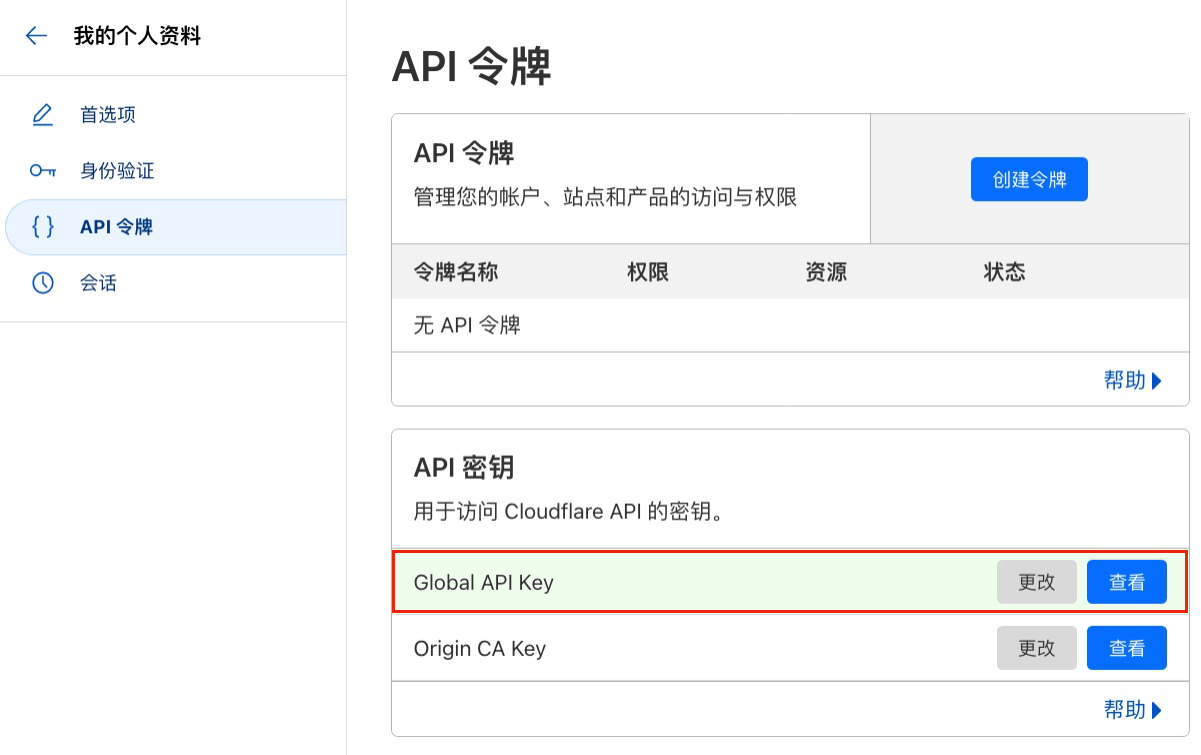 我的个人资料
首选项
身份验证
API 令牌
会话
API 令牌
API 令牌
管理您的帐户、站点和产品的访问与权限
创建令牌
令牌名称 权限 资源 状态
无 API 令牌
帮助
API 密钥
用于访问 Cloudflare API 的密钥。
Global API Key 更改 查看
Origin CA Key 更改 查看
帮助